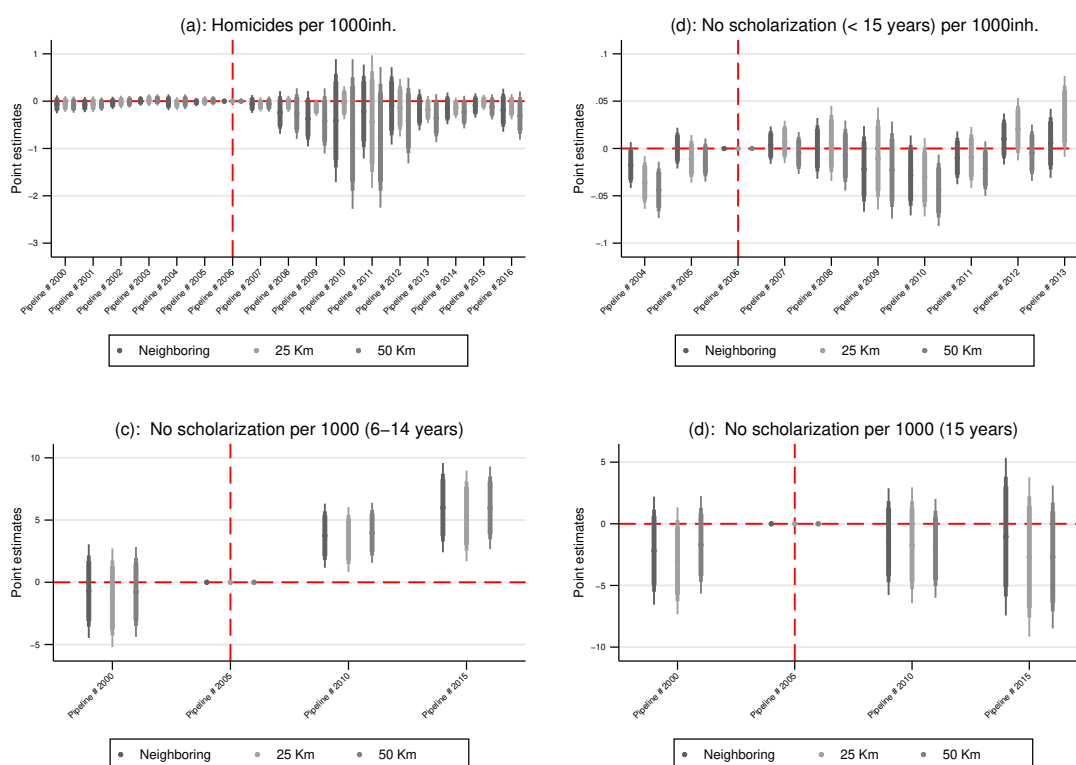 (a): Homicides per 1000inh.
Point estimates
1
0
−1
−2
−3
Pipeline # 2000
Pipeline # 2001
Pipeline # 2002
Pipeline # 2003
Pipeline # 2004
Pipeline # 2005
Pipeline # 2006
Pipeline # 2007
Pipeline # 2008
Pipeline # 2009
Pipeline # 2010
Pipeline # 2011
Pipeline # 2012
Pipeline # 2013
Pipeline # 2014
Pipeline # 2015
Pipeline # 2016
Neighboring 25 Km 50 Km
(d): No scholarization (< 15 years) per 1000inh.
Point estimates
.1
.05
0
−.05
−.1
Pipeline # 2004
Pipeline # 2005
Pipeline # 2006
Pipeline # 2007
Pipeline # 2008
Pipeline # 2009
Pipeline # 2010
Pipeline # 2011
Pipeline # 2012
Pipeline # 2013
Neighboring 25 Km 50 Km
(c): No scholarization per 1000 (6−14 years)
Point estimates
10
5
0
−5
Pipeline # 2000
Pipeline # 2005
Pipeline # 2010
Pipeline # 2015
Neighboring 25 Km 50 Km
(d): No scholarization per 1000 (15 years)
Point estimates
5
0
−5
−10
Pipeline # 2000
Pipeline # 2005
Pipeline # 2010
Pipeline # 2015
Neighboring 25 Km 50 Km